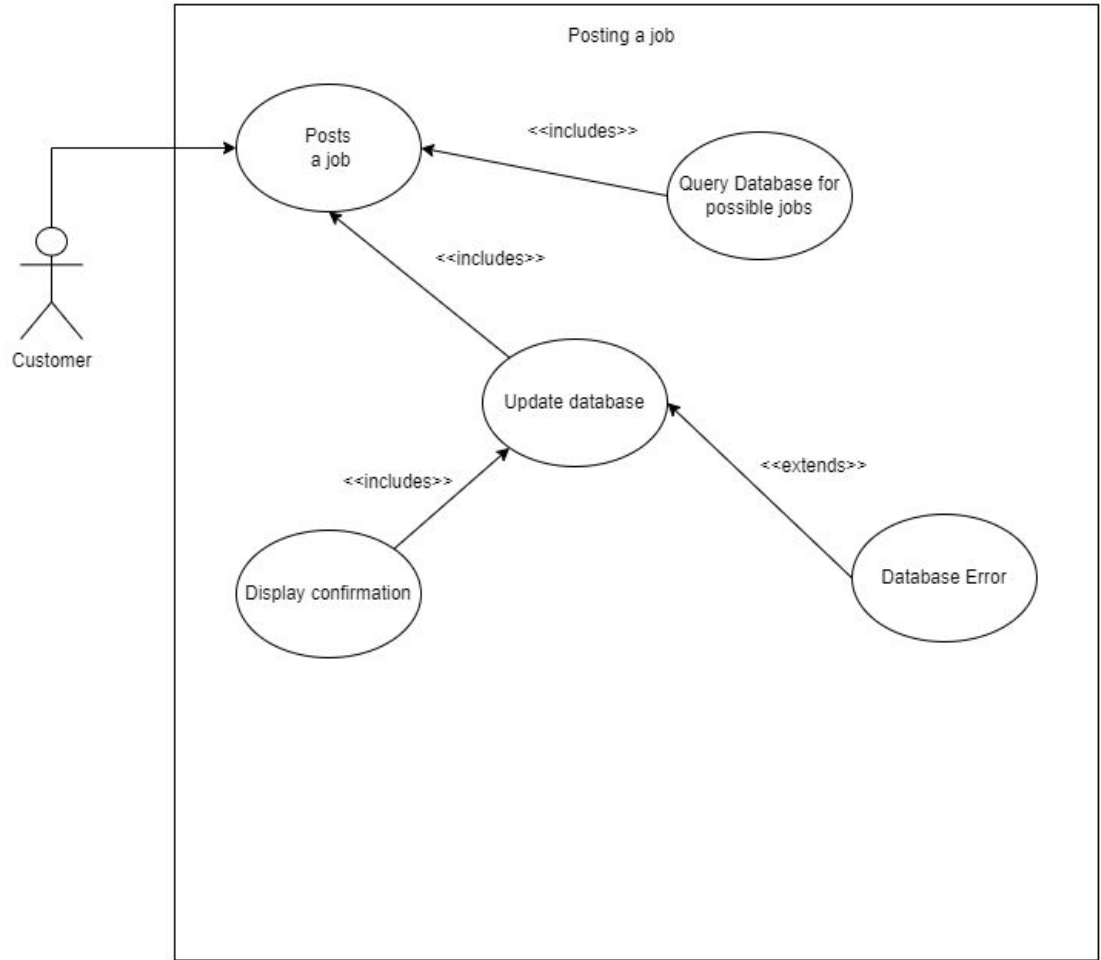 Posting a job
Posts
a job
<<includes>>
Query Database for
possible jobs
<<includes>>
Customer
Update database
<<includes>>
<<extends>>
Display confirmation
Database Error